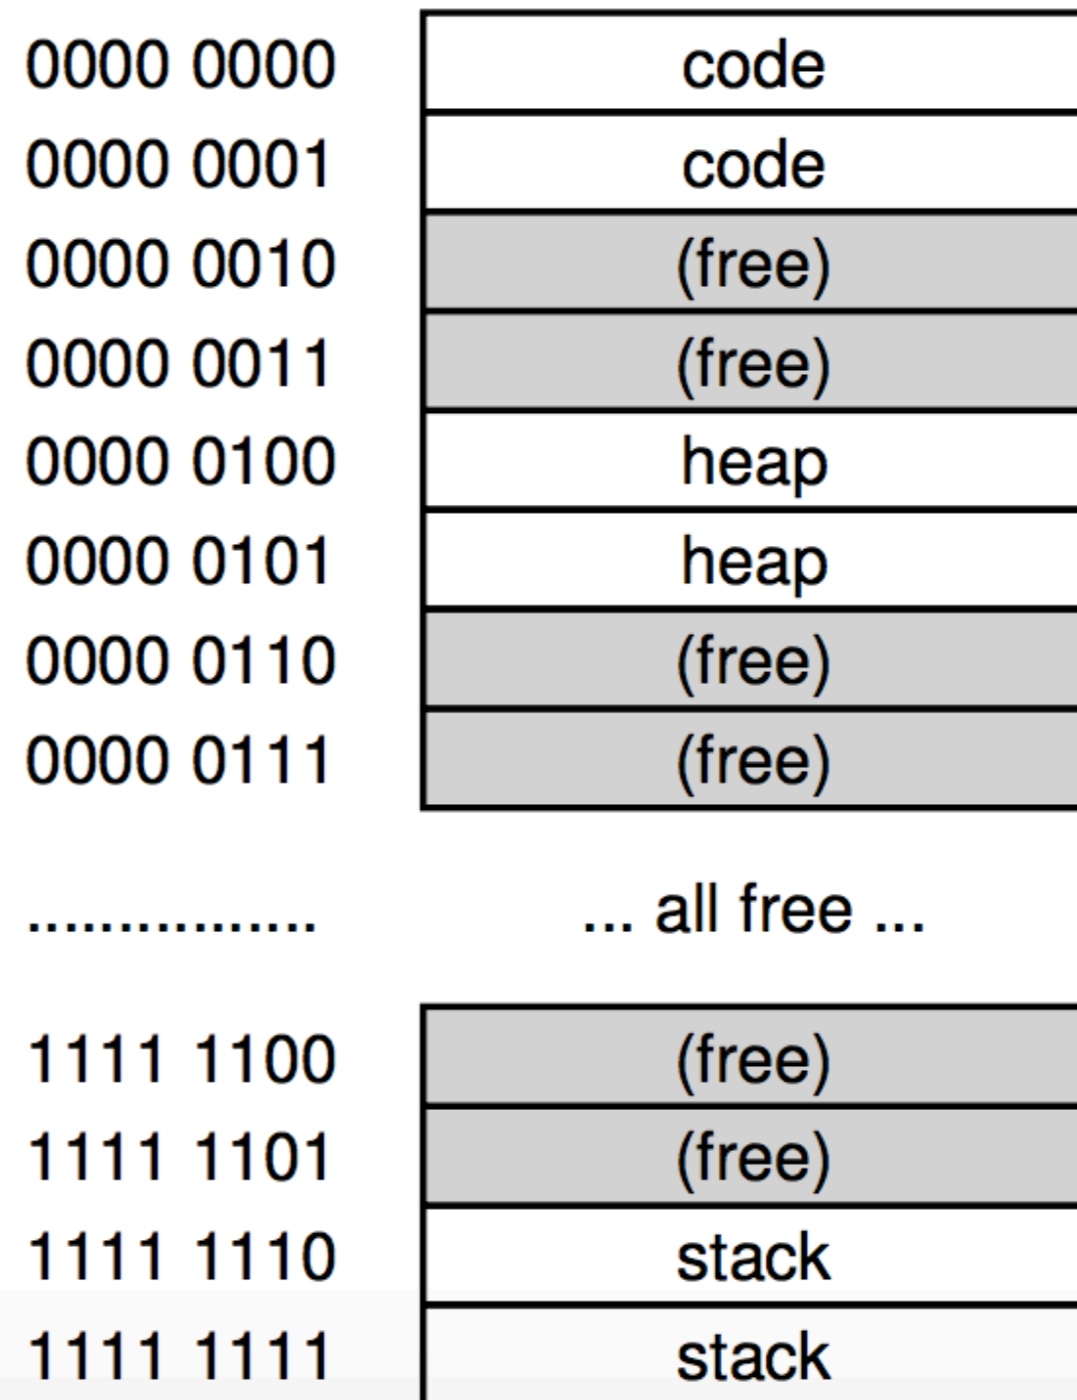 0000 0000 code
0000 0001 code
0000 0010 (free)
0000 0011 (free)
0000 0100 heap
0000 0101 heap
0000 0110 (free)
0000 0111 (free)
................ ... all free ...
1111 1100 (free)
1111 1101 (free)
1111 1110 stack
1111 1111 stack